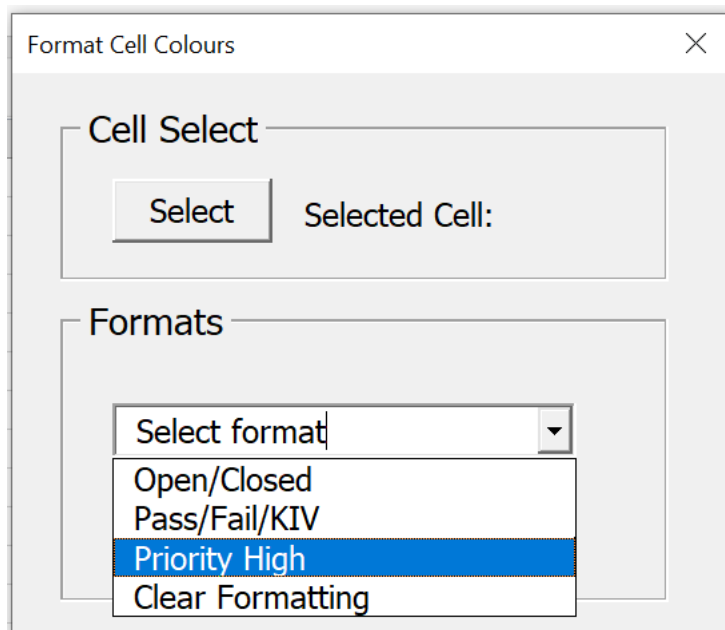 Format Cell Colours
Cell Select
Select
Selected Cell:
Formats
Select format
Open/Closed
Pass/Fail/KIV
Priority High
Clear Formatting